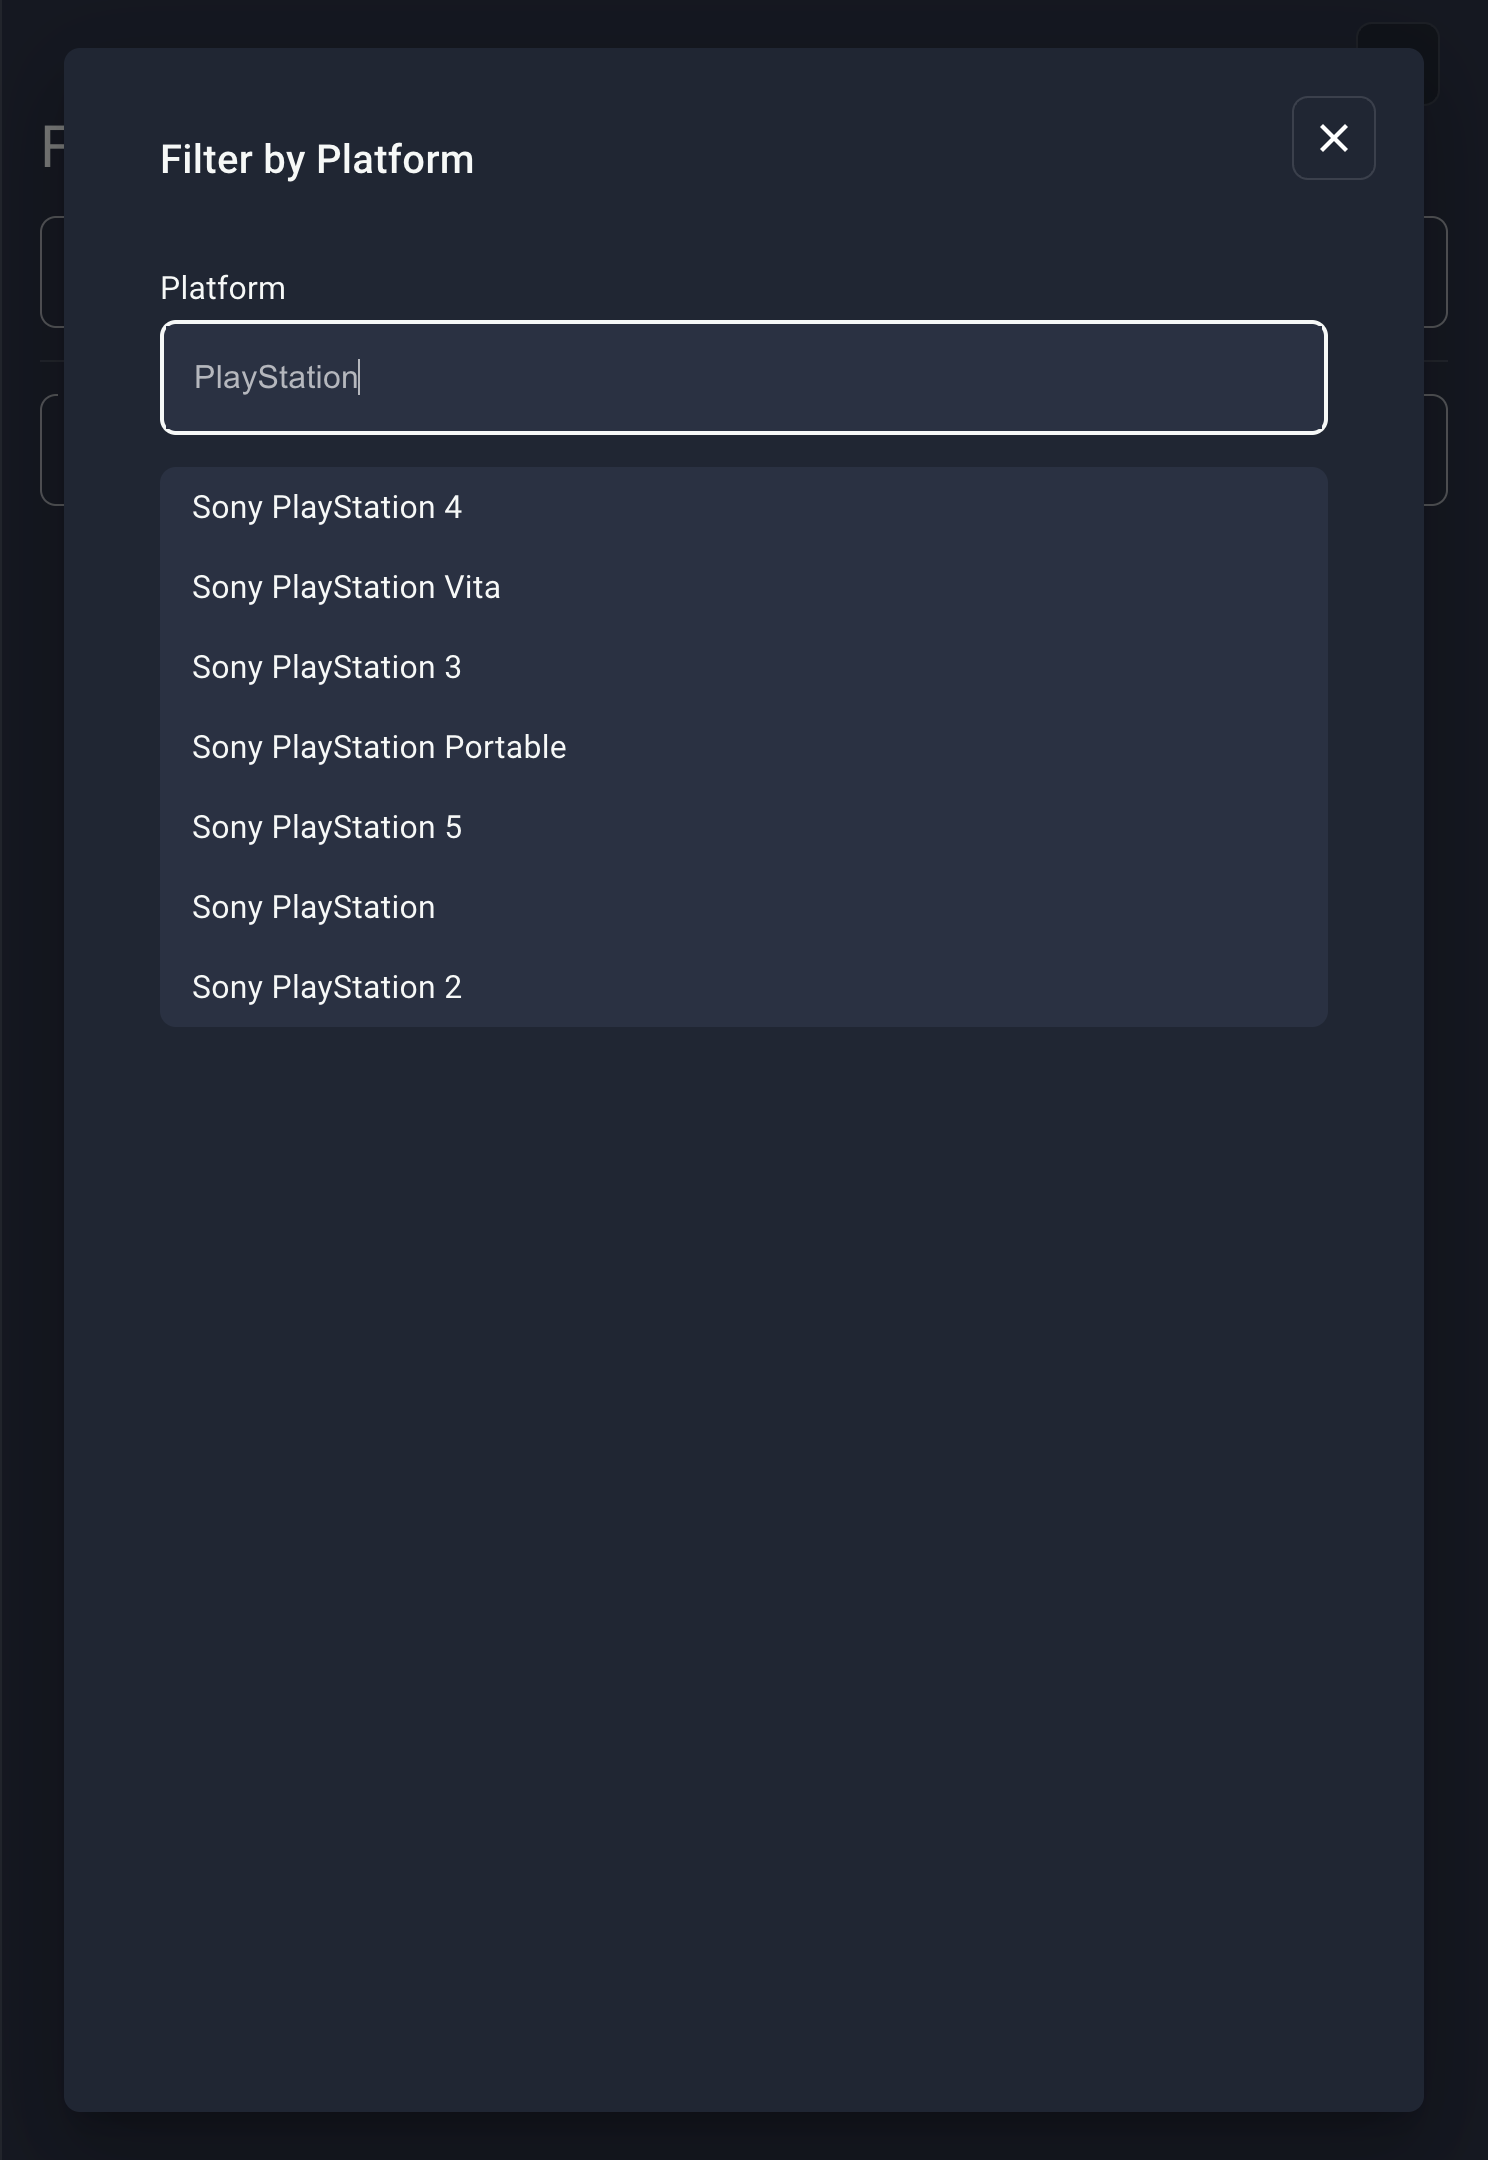 F
Filter by Platform
Platform
PlayStation
Sony PlayStation 4
Sony PlayStation Vita
Sony PlayStation 3
Sony PlayStation Portable
Sony PlayStation 5
Sony PlayStation
Sony PlayStation 2